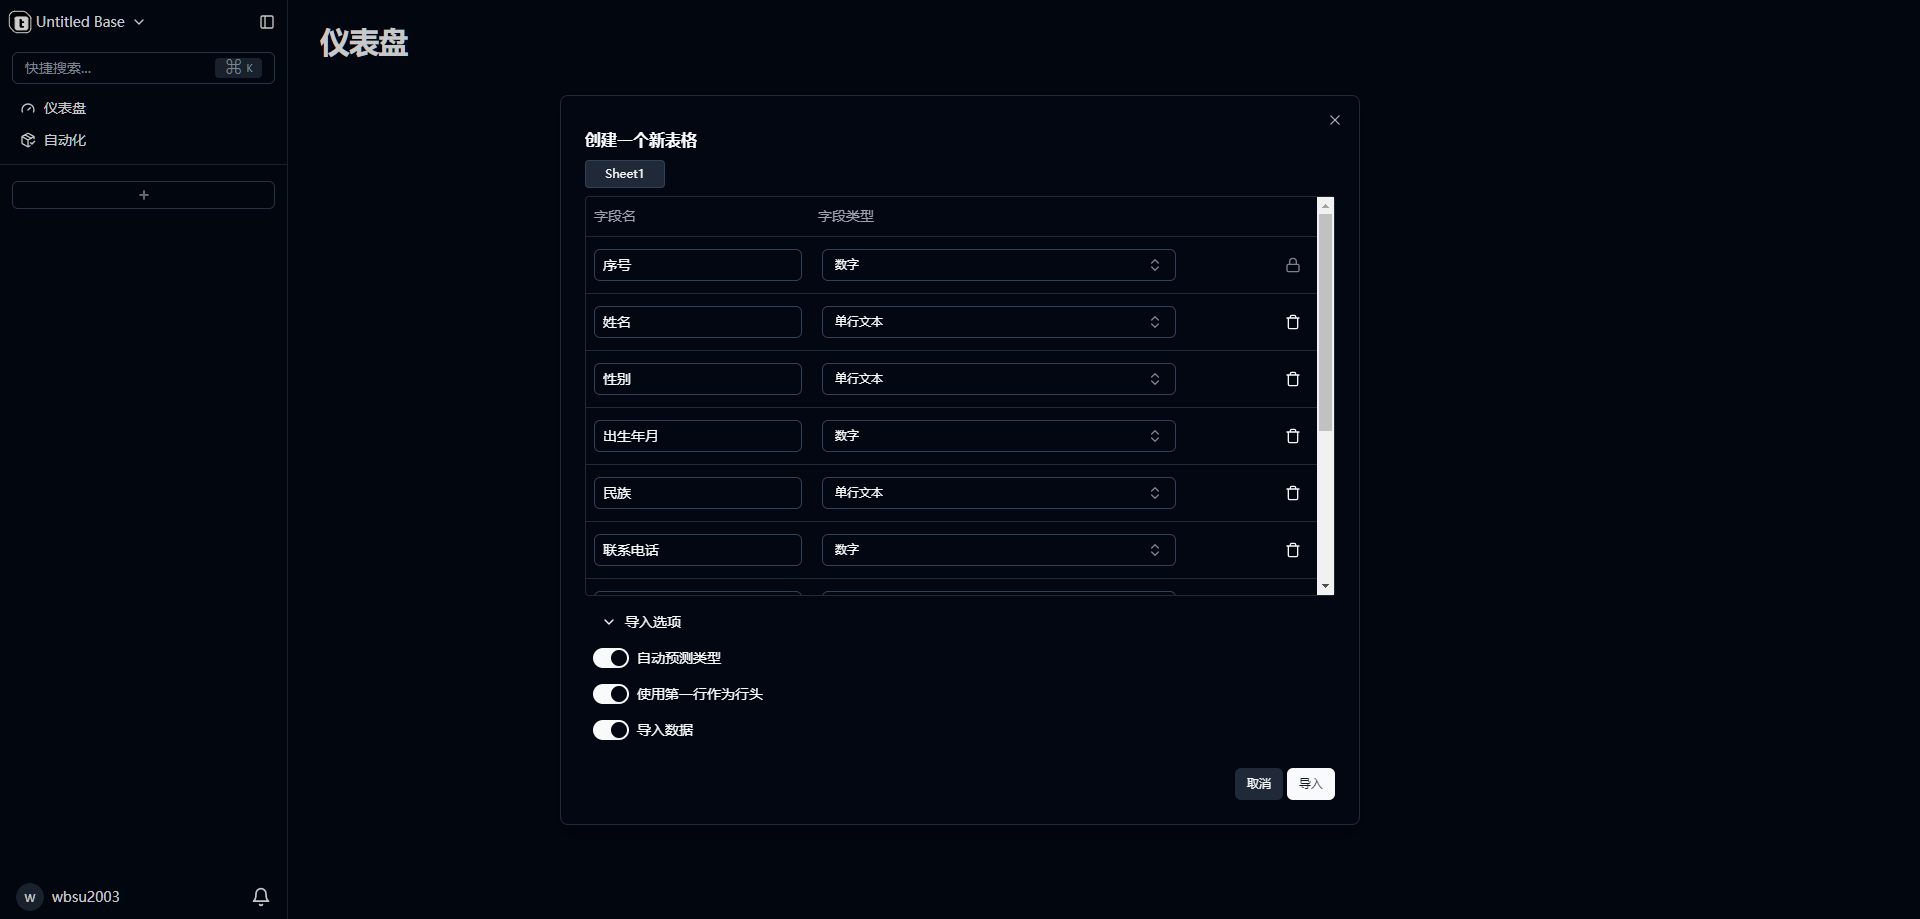 Untitled Base
快捷搜索...
⌘ K
仪表盘
自动化
+
wbsu2003
W
仪表盘
创建一个新表格
Sheet1
字段名 字段类型
序号 数字
姓名 单行文本
性别 单行文本
出生年月 数字
民族 单行文本
联系电话 数字
导入选项
自动预测类型
使用第一行作为行头
导入数据
取消 导入